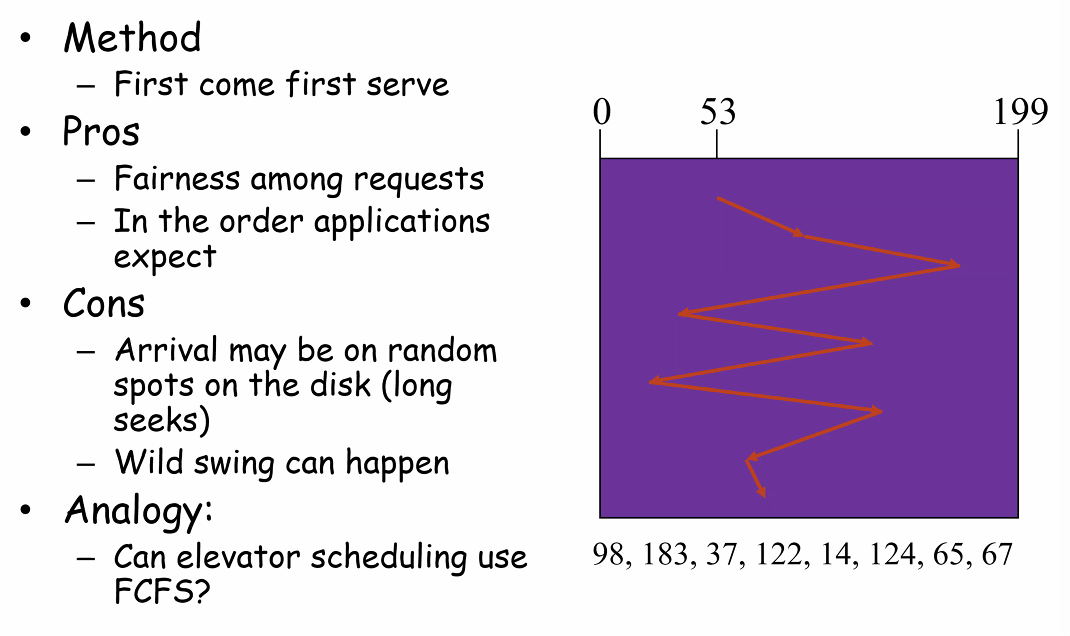 • Method
– First come first serve
• Pros
– Fairness among requests
– In the order applications
expect
• Cons
– Arrival may be on random
spots on the disk (long
seeks)
– Wild swing can happen
• Analogy:
– Can elevator scheduling use
FCFS?
0 53 199
98, 183, 37, 122, 14, 124, 65, 67